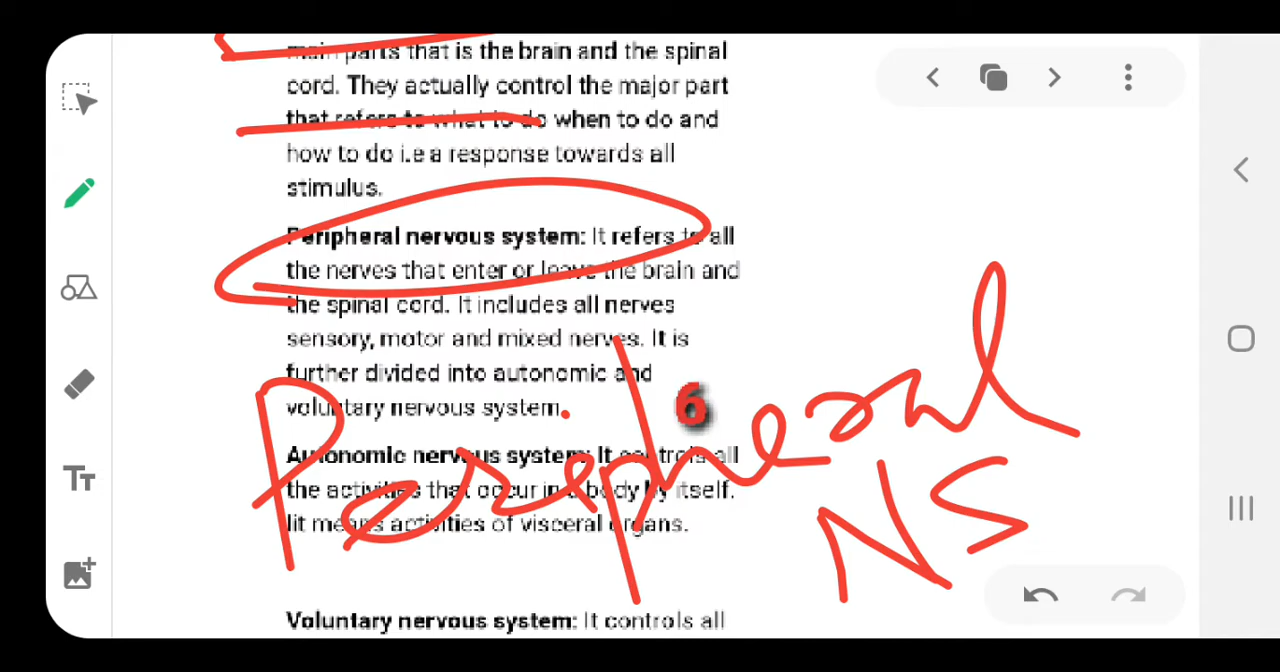 main parts that is the brain and the spinal
cord. They actually control the major part
that refers to what to do when to do and
how to do i.e a response towards all
stimulus.
Peripheral nervous system: It refers to all
the nerves that enter or leave the brain and
the spinal cord. It includes all nerves
sensory, motor and mixed nerves. It is
further divided into autonomic and
voluntary nervous system.
6
Autonomic nervous system: It controls all
the activities that occur in a body by itself.
Iit means activities of visceral organs.
Peripheral
NS
Voluntary nervous system: It controls all
Tт